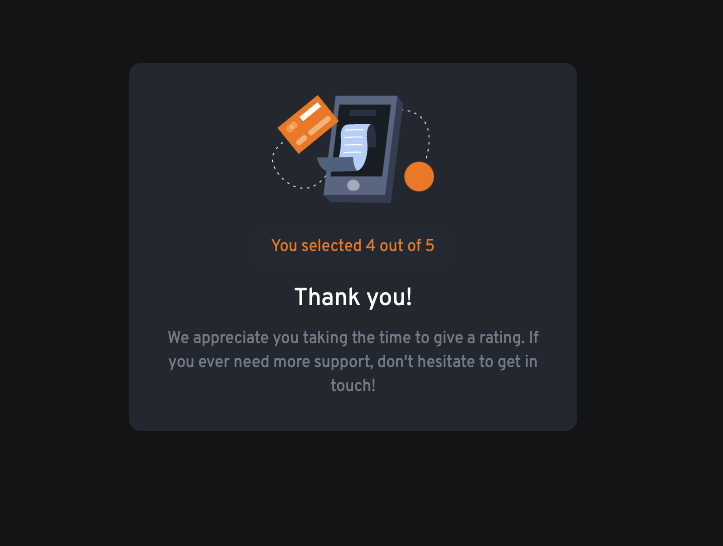 You selected 4 out of 5
Thank you!
We appreciate you taking the time to give a rating. If
you ever need more support, don't hesitate to get in
touch!